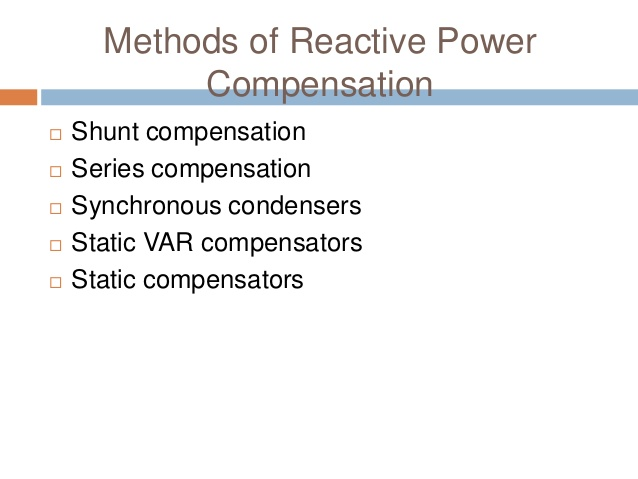 Methods of Reactive Power
Compensation
Shunt compensation
Series compensation
Synchronous condensers
Static VAR compensators
Static compensators